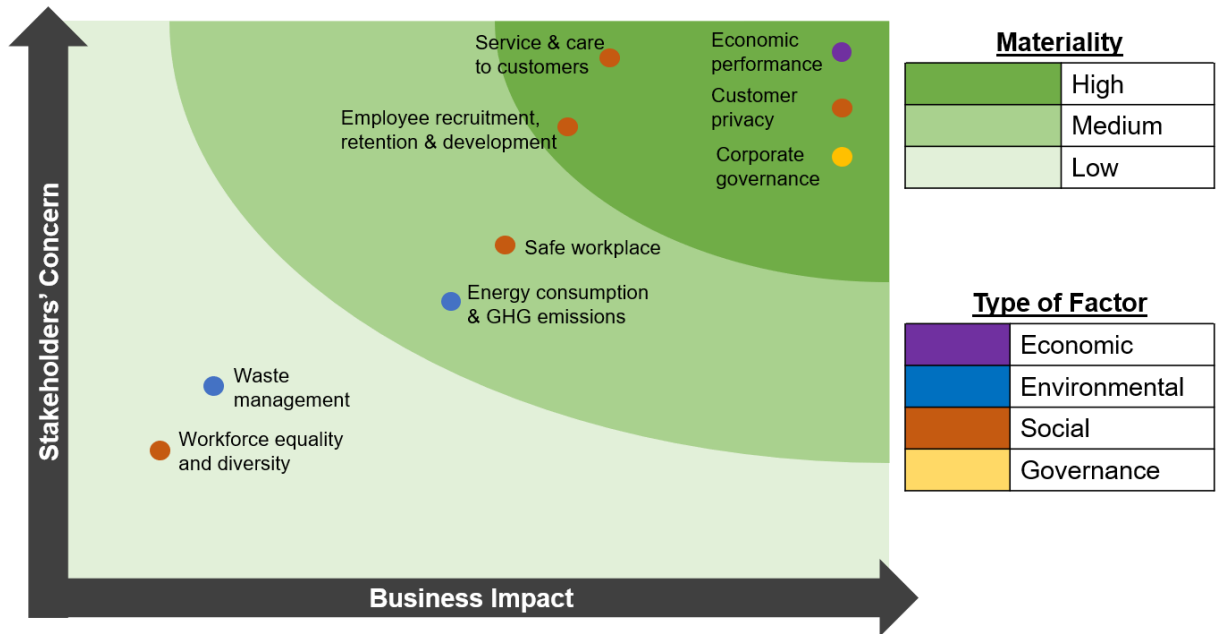 Stakeholders' Concern
Service & care
to customers
Economic
performance
Employee recruitment,
retention & development
Customer
privacy
Corporate
governance
Safe workplace
Energy consumption
& GHG emissions
Waste
management
Workforce equality
and diversity
Business Impact
Materiality
High
Medium
Low
Type of Factor
Economic
Environmental
Social
Governance